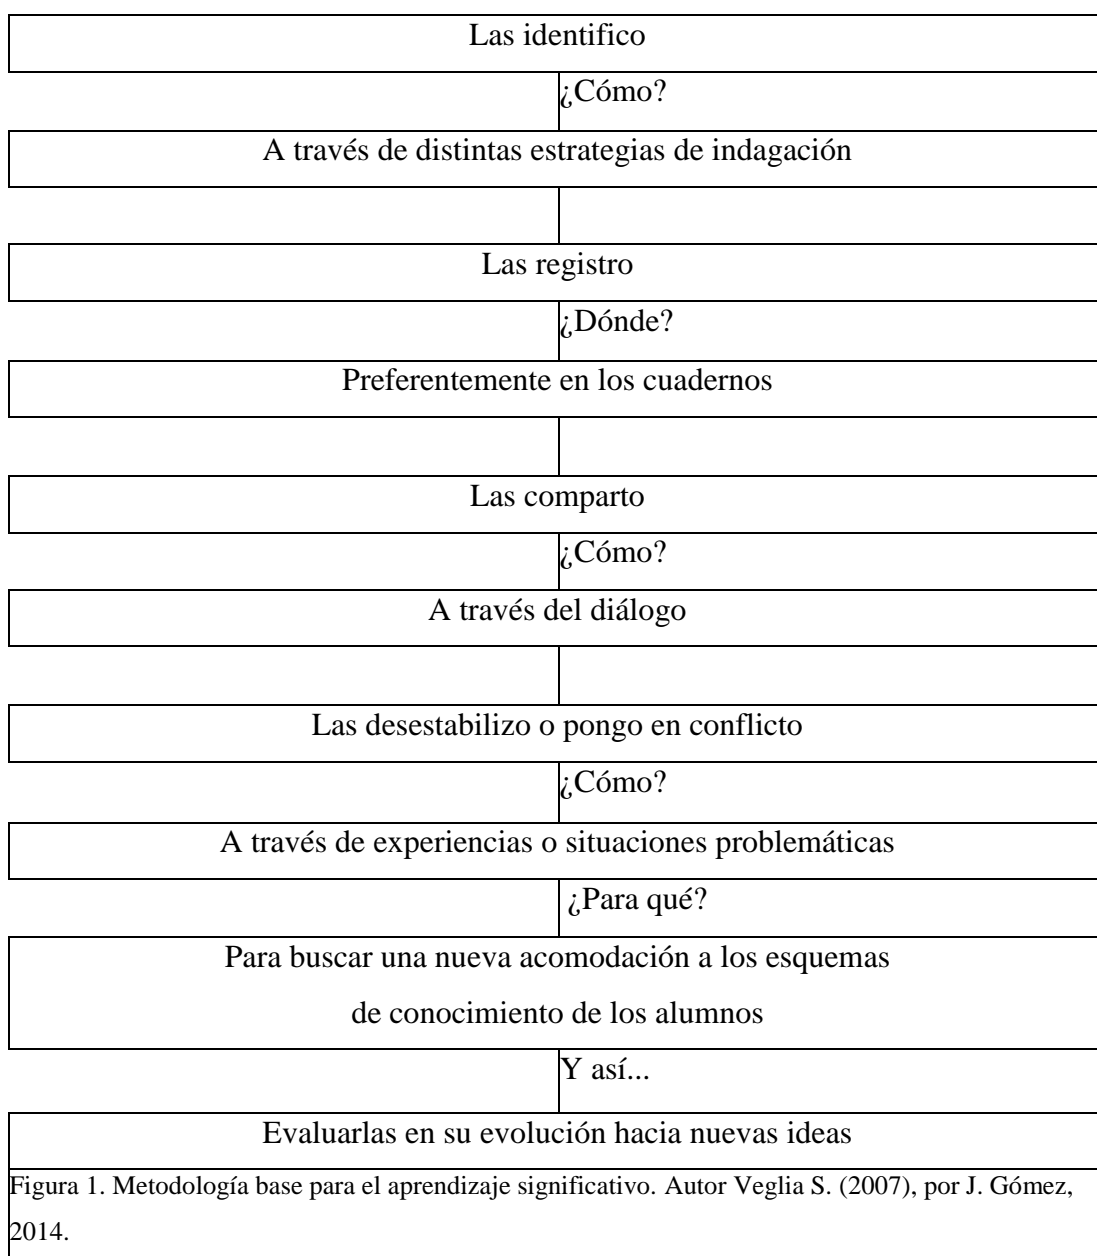 Las identifico
¿Cómo?
A través de distintas estrategias de indagación
Las registro
¿Dónde?
Preferentemente en los cuadernos
Las comparto
¿Cómo?
A través del diálogo
Las desestabilizo o pongo en conflicto
¿Cómo?
A través de experiencias o situaciones problemáticas
¿Para qué?
Para buscar una nueva acomodación a los esquemas
de conocimiento de los alumnos
Y así...
Evaluarlas en su evolución hacia nuevas ideas
Figura 1. Metodología base para el aprendizaje significativo. Autor Veglia S. (2007), por J. Gómez,
2014.